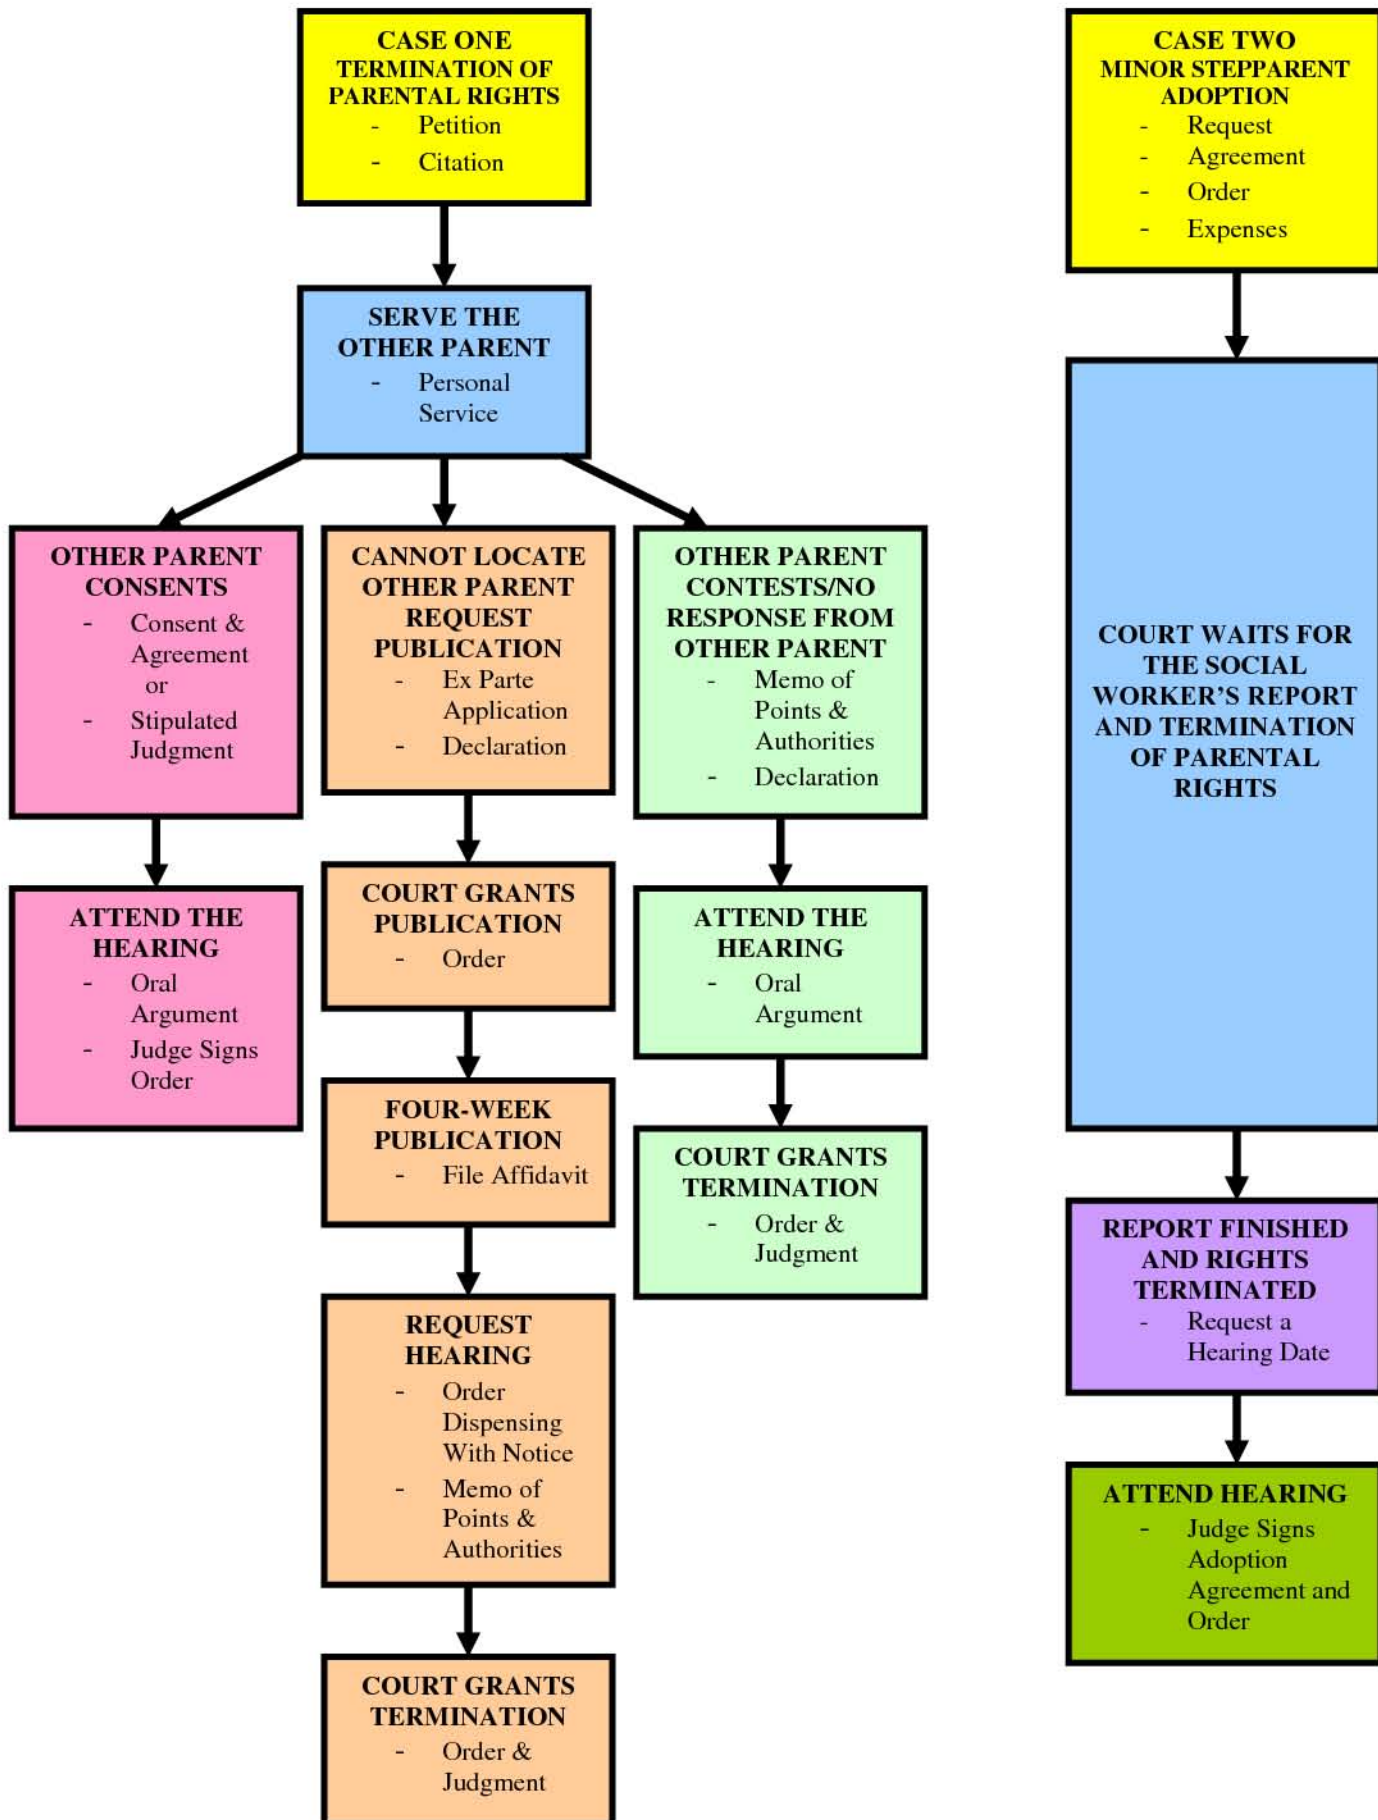 CASE ONE
TERMINATION OF
PARENTAL RIGHTS
- Petition
- Citation
SERVE THE
OTHER PARENT
- Personal
Service
OTHER PARENT
CONSENTS
- Consent &
Agreement
or
- Stipulated
Judgment
ATTEND THE
HEARING
- Oral
Argument
- Judge Signs
Order
CANNOT LOCATE
OTHER PARENT
REQUEST
PUBLICATION
- Ex Parte
Application
- Declaration
COURT GRANTS
PUBLICATION
- Order
FOUR-WEEK
PUBLICATION
- File Affidavit
REQUEST
HEARING
- Order
Dispensing
With Notice
- Memo of
Points &
Authorities
COURT GRANTS
TERMINATION
- Order &
Judgment
OTHER PARENT
CONTESTS/NO
RESPONSE FROM
OTHER PARENT
- Memo of
Points &
Authorities
- Declaration
ATTEND THE
HEARING
- Oral
Argument
COURT GRANTS
TERMINATION
- Order &
Judgment
CASE TWO
MINOR STEPPARENT
ADOPTION
- Request
- Agreement
- Order
- Expenses
COURT WAITS FOR
THE SOCIAL
WORKER’S REPORT
AND TERMINATION
OF PARENTAL
RIGHTS
REPORT FINISHED
AND RIGHTS
TERMINATED
- Request a
Hearing Date
ATTEND HEARING
- Judge Signs
Adoption
Agreement and
Order